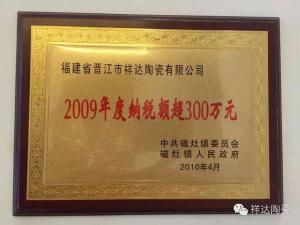 福建省晋江市祥达陶瓷有限公司
2009年度纳税额超300万元
中共磁灶镇委员会
磁灶镇人民政府
2010年4月
祥达陶瓷